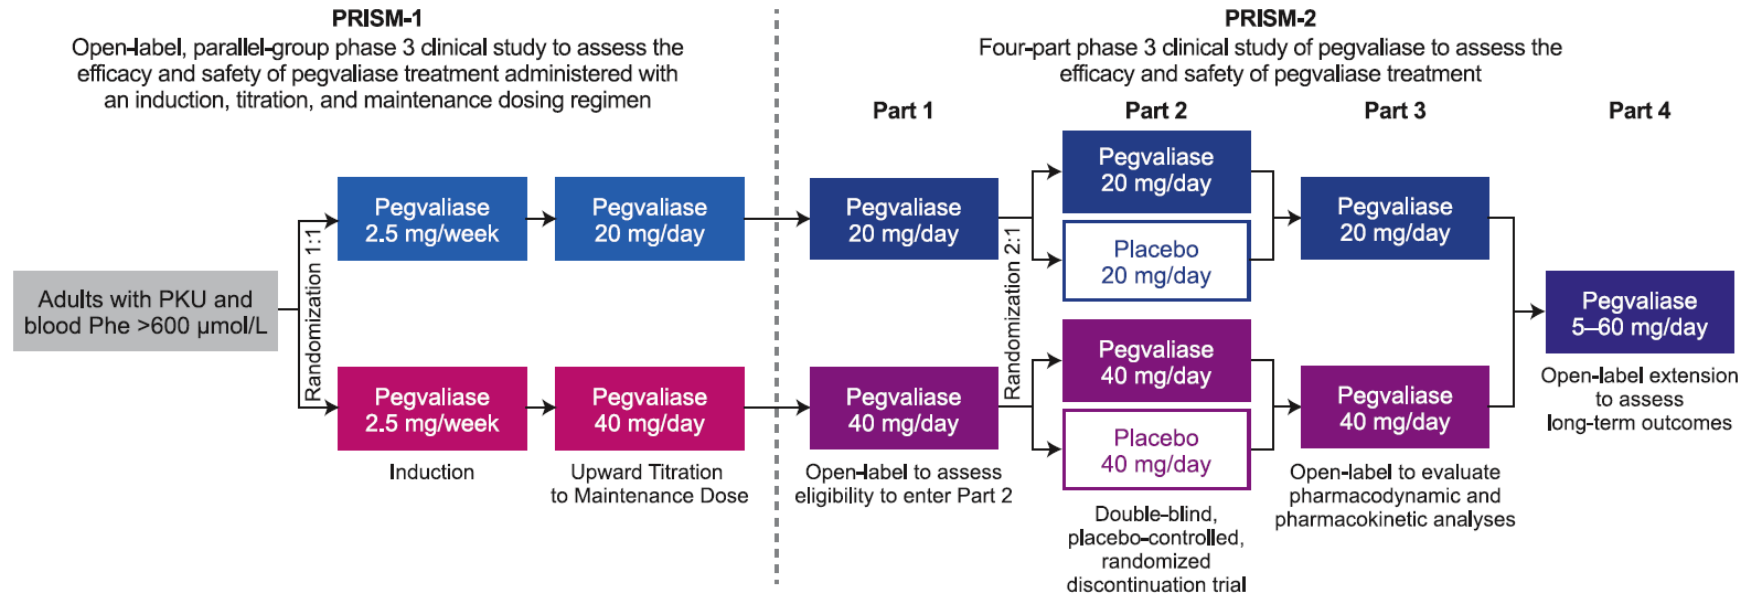 PRISM-1
Open-label, parallel-group phase 3 clinical study to assess the
efficacy and safety of pegvaliase treatment administered with
an induction, titration, and maintenance dosing regimen
PRISM-2
Four-part phase 3 clinical study of pegvaliase to assess the
efficacy and safety of pegvaliase treatment
Part 1
Part 2
Part 3
Part 4
Adults with PKU and
blood Phe >600 μmol/L
Randomization 1:1
Pegvaliase
2.5 mg/week
Pegvaliase
20 mg/day
Pegvaliase
2.5 mg/week
Induction
Pegvaliase
40 mg/day
Upward Titration
to Maintenance Dose
Pegvaliase
20 mg/day
Pegvaliase
40 mg/day
Open-label to assess
eligibility to enter Part 2
Randomization 2:1
Pegvaliase
20 mg/day
Placebo
20 mg/day
Pegvaliase
40 mg/day
Placebo
40 mg/day
Double-blind,
placebo-controlled,
randomized
discontinuation trial
Pegvaliase
20 mg/day
Pegvaliase
40 mg/day
Open-label to evaluate
pharmacodynamic and
pharmacokinetic analyses
Pegvaliase
5–60 mg/day
Open-label extension
to assess
long-term outcomes